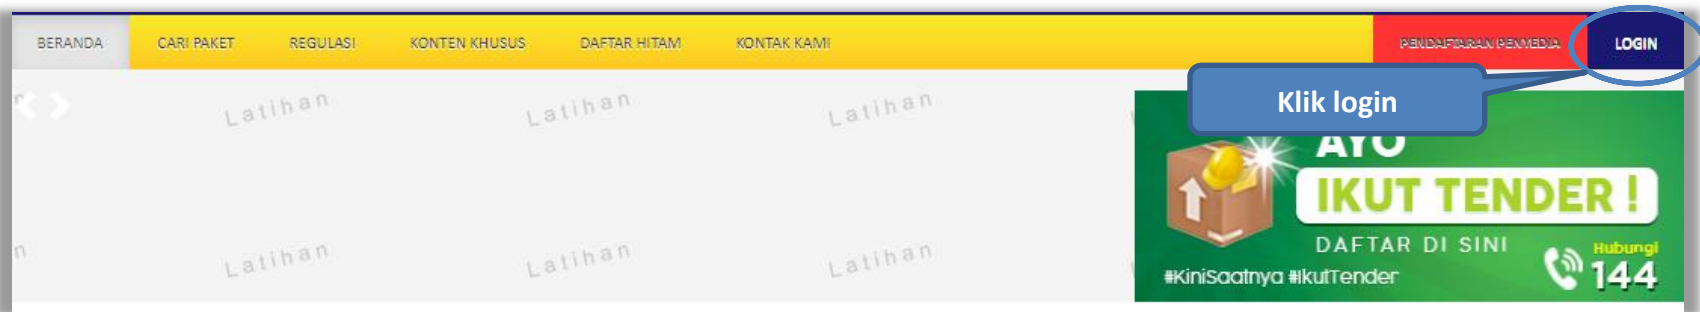 BERANDA CARI PAKET REGULASI KONTEN KHUSUS DAFTAR HITAM KONTAK KAMI PENDAFTARAN PENYEDIA LOGIN
Klik login
Latihan Latihan Latihan
AYO
IKUT TENDER !
DAFTAR DI SINI
Latihan Latihan Latihan
#KiniSaatnya #IkutTender
Hubungi
144